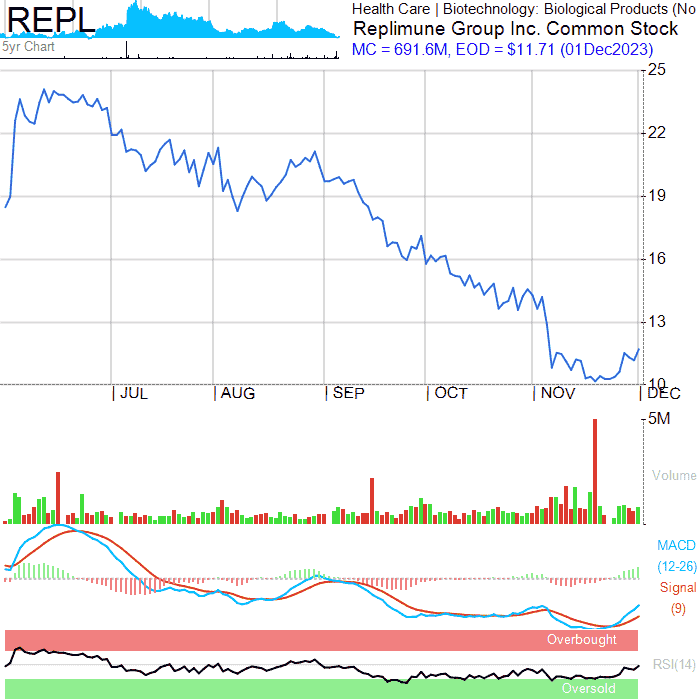 REPL
5yr Chart
Health Care | Biotechnology: Biological Products (No
Replimune Group Inc. Common Stock
MC = 691.6M, EOD = $11.71 (01Dec2023)
25
22
19
16
13
10
JUL AUG SEP OCT NOV DEC
5M
Volume
MACD
(12-26)
Signal
(9)
Overbought
RSI(14)
Oversold